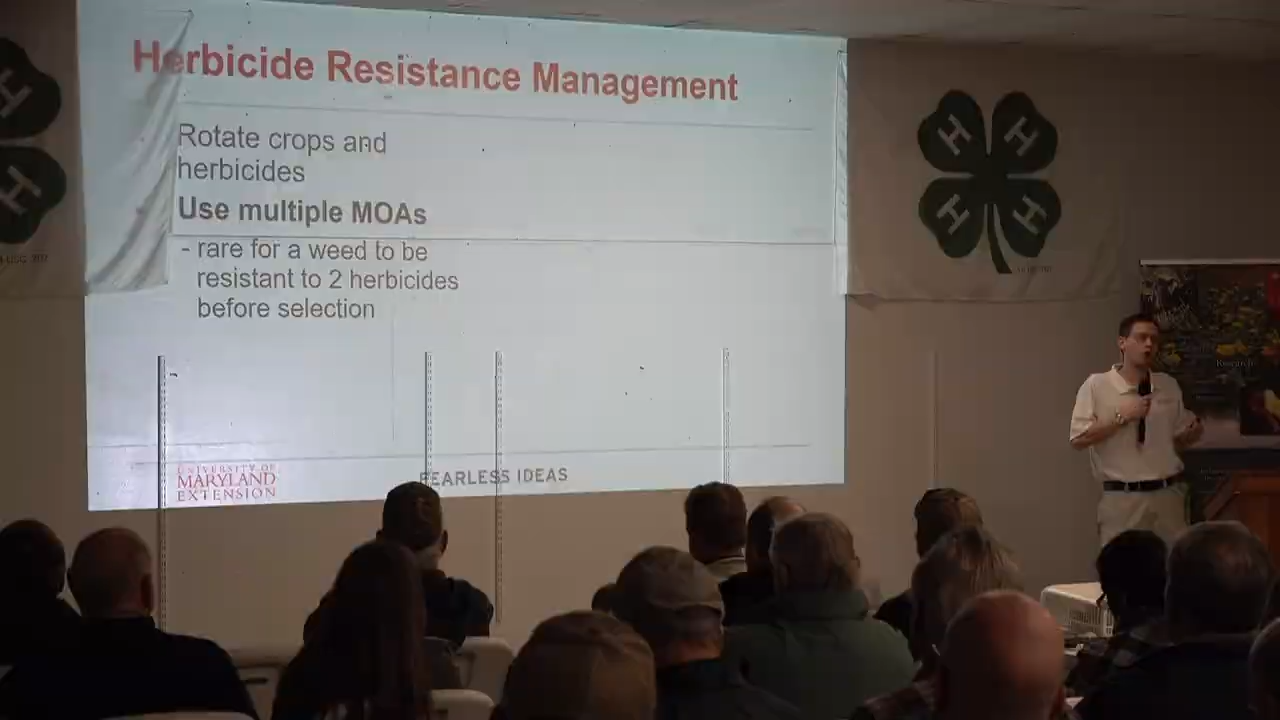 Herbicide Resistance Management
Rotate crops and
herbicides
Use multiple MOAs
- rare for a weed to be
resistant to 2 herbicides
before selection
UNIVERSITY OF
MARYLAND
EXTENSION
FEARLESS IDEAS
H H
H H
H
H
Research